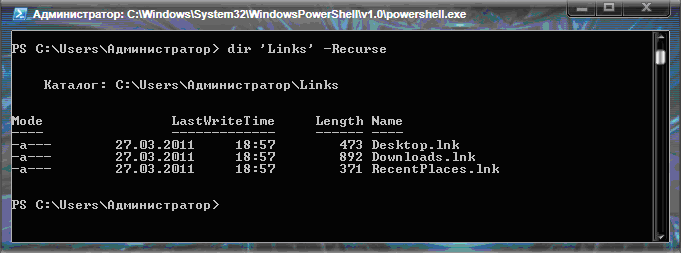 Администратор: C:\Windows\System32\WindowsPowerShell\v1.0\powershell.exe
PS C:\Users\Администратор> dir 'Links' -Recurse
Каталог: C:\Users\Администратор\Links
Mode LastWriteTime Length Name
---- ------------- ------ ----
-a--- 27.03.2011 18:57 473 Desktop.lnk
-a--- 27.03.2011 18:57 892 Downloads.lnk
-a--- 27.03.2011 18:57 371 RecentPlaces.lnk
PS C:\Users\Администратор>